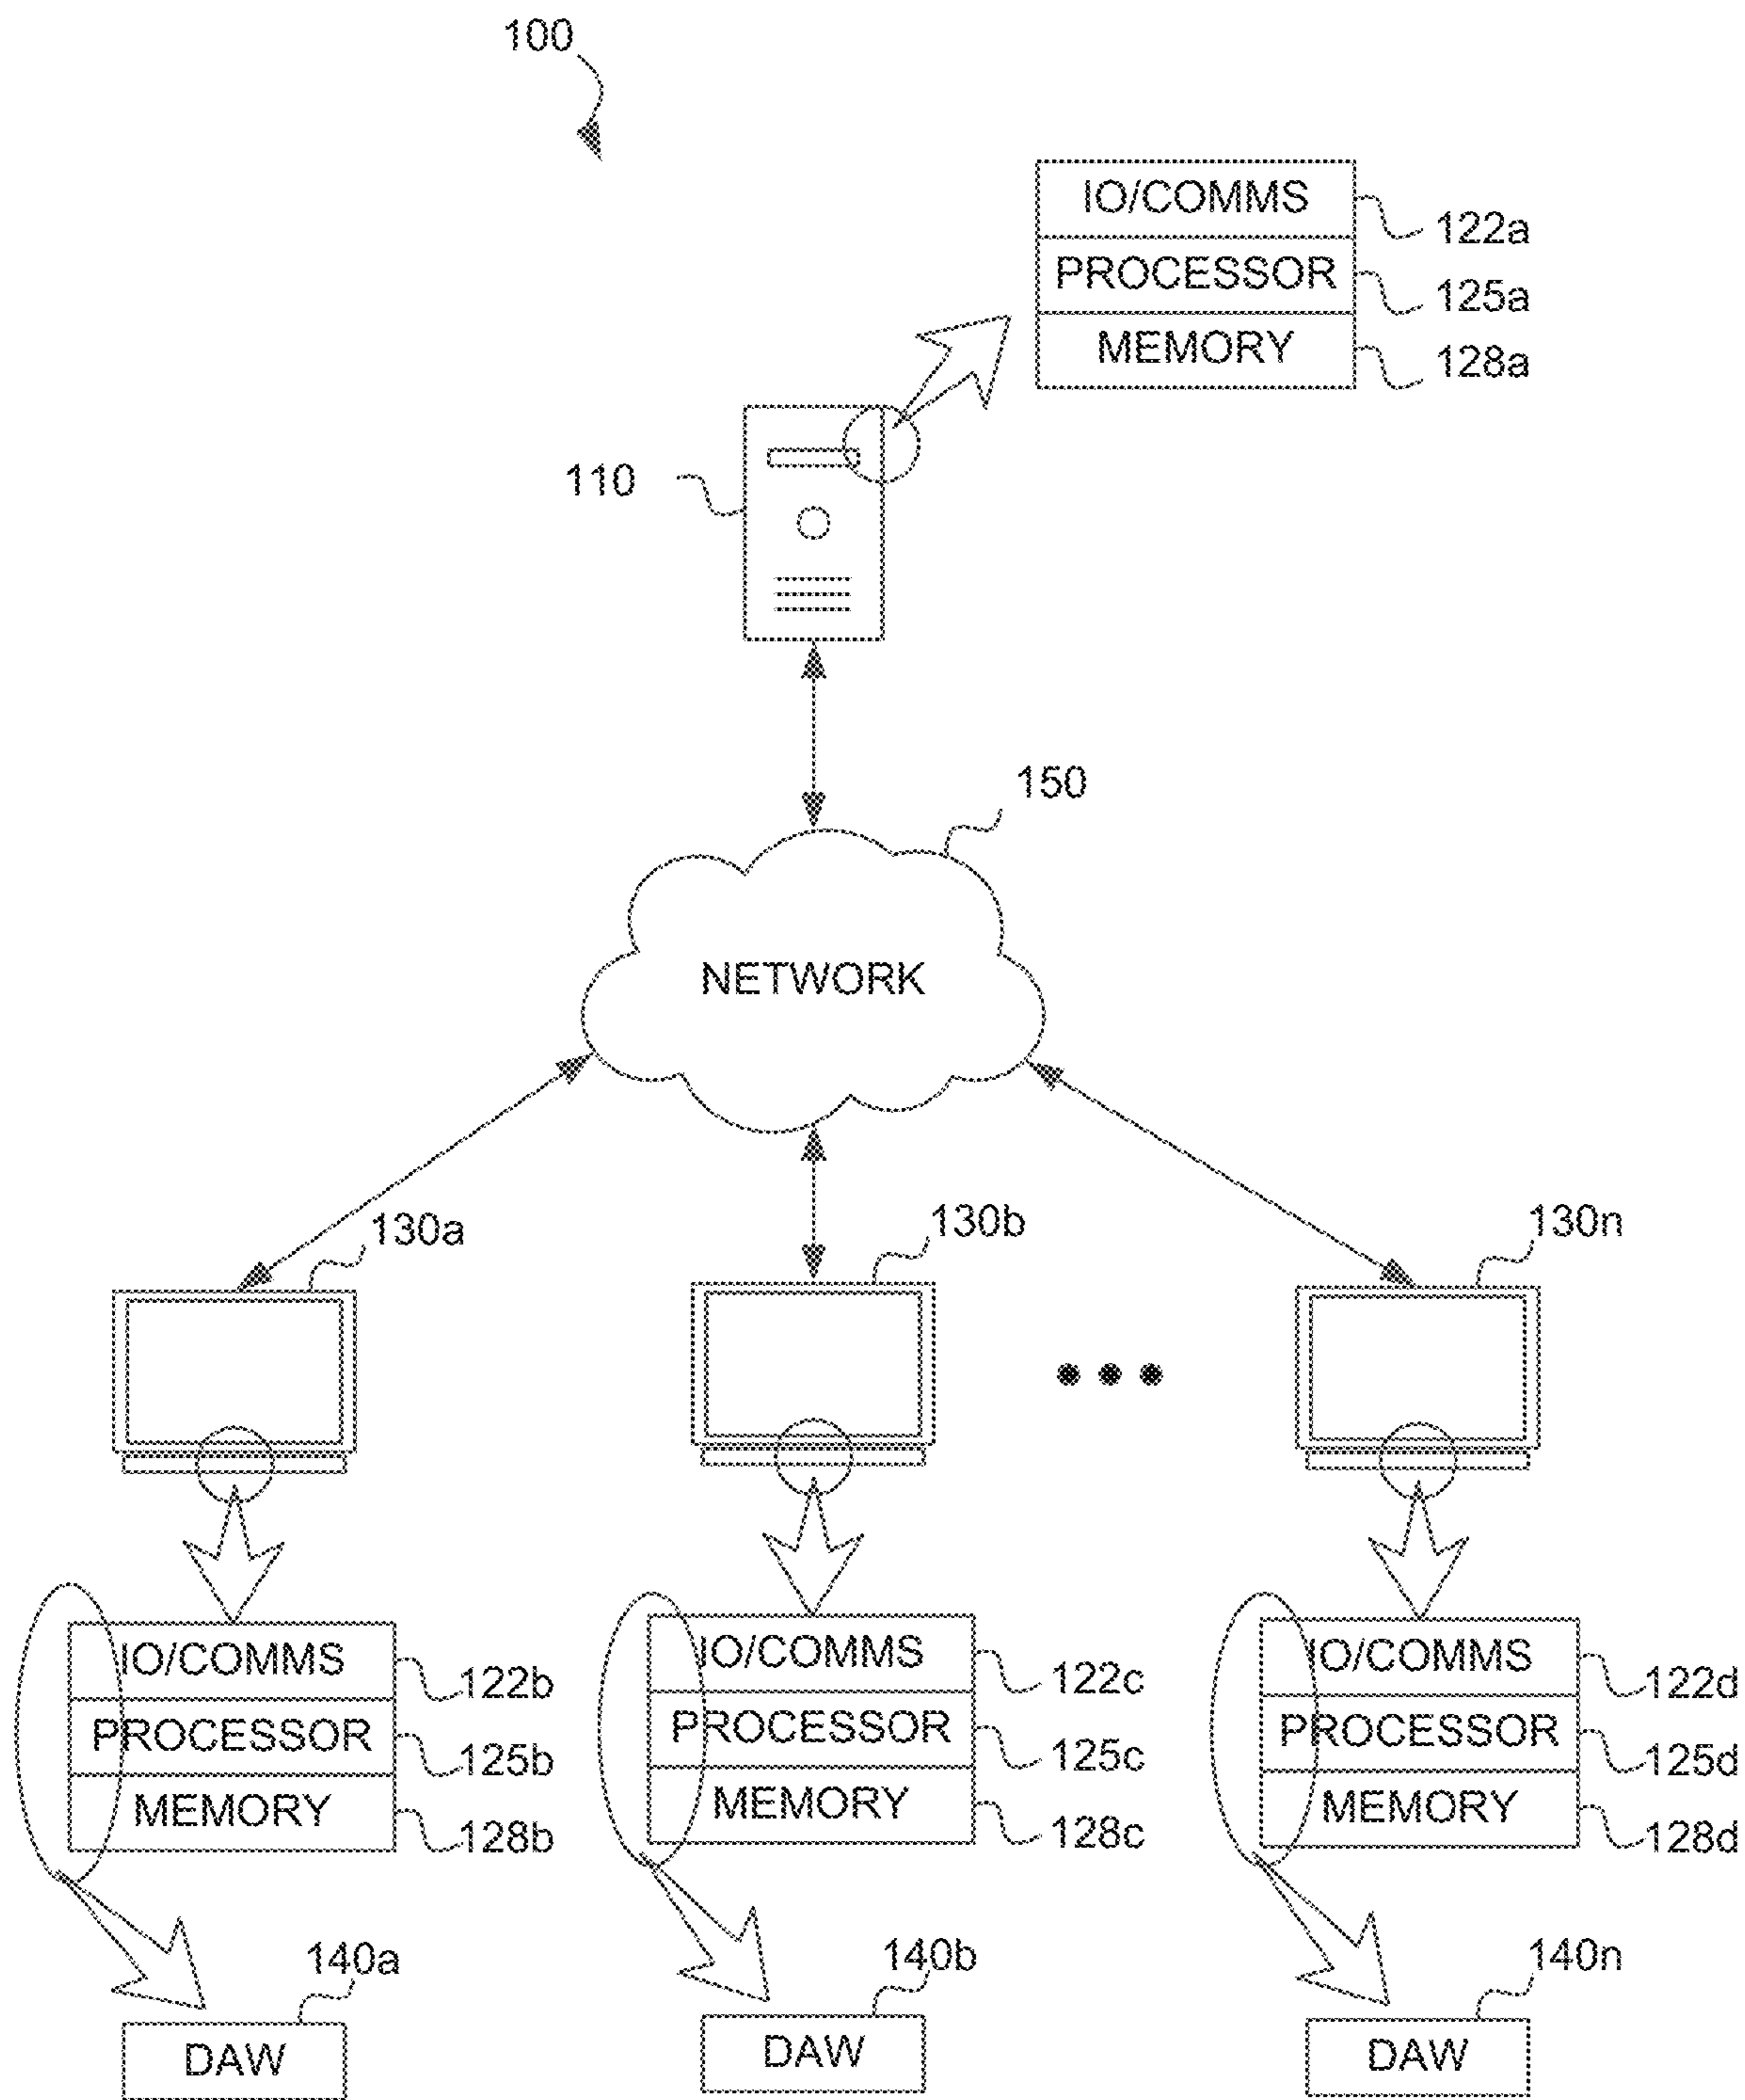 100
IO/COMMS
122a
PROCESSOR
125a
MEMORY
128a
110
150
NETWORK
130a
130b
130n
IO/COMMS
122b
PROCESSOR
125b
MEMORY
128b
IO/COMMS
122c
PROCESSOR
125c
MEMORY
128c
IO/COMMS
122d
PROCESSOR
125d
MEMORY
128d
140a
DAW
140b
DAW
140n
DAW